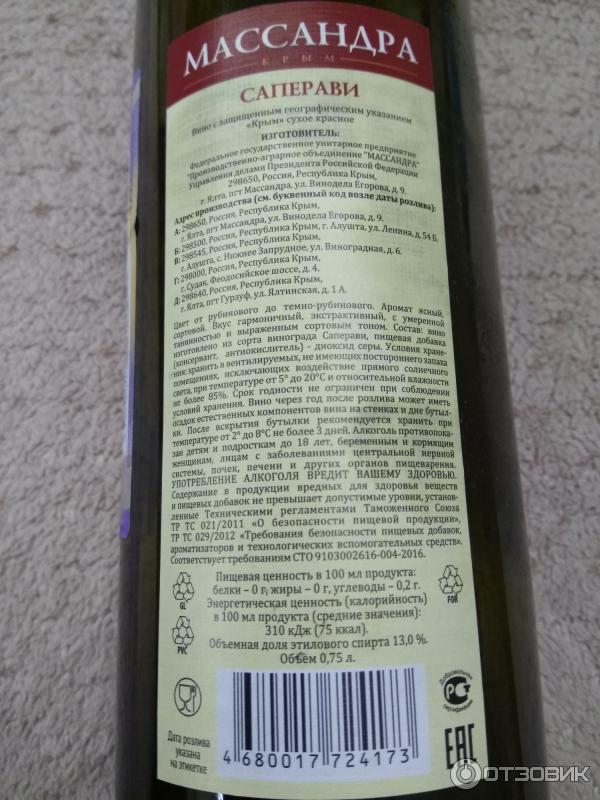 МАССАНДРА
КРЫМ
САПЕРАВИ
Вино с защищенным географическим указанием
«Крым» сухое красное
ИЗГОТОВИТЕЛЬ:
Федеральное государственное унитарное предприятие
"Производственно-аграрное объединение "МАССАНДРА"
Управления делами Президента Российской Федерации
298650, Россия, Республика Крым,
г. Ялта, пгт Массандра, ул. Винодела Егорова, д. 9.
Адрес производства (см. буквенный код возле даты розлива):
А: 298650, Россия, Республика Крым,
г. Ялта, пгт Массандра, ул. Винодела Егорова, д. 9.
Б: 298500, Россия, Республика Крым, г. Алушта, ул. Ленина, д. 54 Б,
В: 298545, Россия, Республика Крым,
г. Алушта, с. Нижнее Запрудное, ул. Виноградная, д. 6.
Г: 298000, Россия, Республика Крым,
г. Судак, Феодосийское шоссе, д. 4.
Д: 298640, Россия, Республика Крым,
г. Ялта, пгт Гурзуф, ул. Ялтинская, д. 1 А.
Цвет от рубинового до темно-рубинового. Аромат ясный,
сортовой. Вкус гармоничный, экстрактивный, с умеренной
танинностью и выраженным сортовым тоном. Состав: вино
изготовлено из сорта винограда Саперави, пищевая добавка
(консервант, антиокислитель) - диоксид серы. Условия хране-
ния: хранить в вентилируемых, не имеющих постороннего запаха
помещениях, исключающих воздействие прямого солнечного
света, при температуре от 5° до 20°С и относительной влажности
не более 85%. Срок годности не ограничен при соблюдении
условий хранения. Вино через год после розлива может иметь
осадок естественных компонентов вина на стенках и дне бутыл-
ки. После вскрытия бутылки рекомендуется хранить при
температуре от 2° до 8°С не более 3 дней. Алкоголь противопока-
зан детям и подросткам до 18 лет, беременным и кормящим
женщинам, лицам с заболеваниями центральной нервной
системы, почек, печени и других органов пищеварения.
УПОТРЕБЛЕНИЕ АЛКОГОЛЯ ВРЕДИТ ВАШЕМУ ЗДОРОВЬЮ.
Содержание в продукции вредных для здоровья веществ
и пищевых добавок не превышает допустимые уровни, установ-
ленные Техническими регламентами Таможенного Союза
ТР ТС 021/2011 «О безопасности пищевой продукции»,
ТР ТС 029/2012 «Требования безопасности пищевых добавок,
ароматизаторов и технологических вспомогательных средств».
Соответствует требованиям СТО 9103002616-004-2016.
Пищевая ценность в 100 мл продукта:
белки – 0 г, жиры – 0 г, углеводы – 0,2 г.
Энергетическая ценность (калорийность)
в 100 мл продукта (средние значения):
310 кДж (75 ккал).
Объемная доля этилового спирта 13,0 %.
Объем 0,75 л.
GL
PVC
FOR
Дата розлива
указана
на этикетке
4 680017 724173
Добровольная
сертификация
РС
ЕАС
ОТЗОВИК